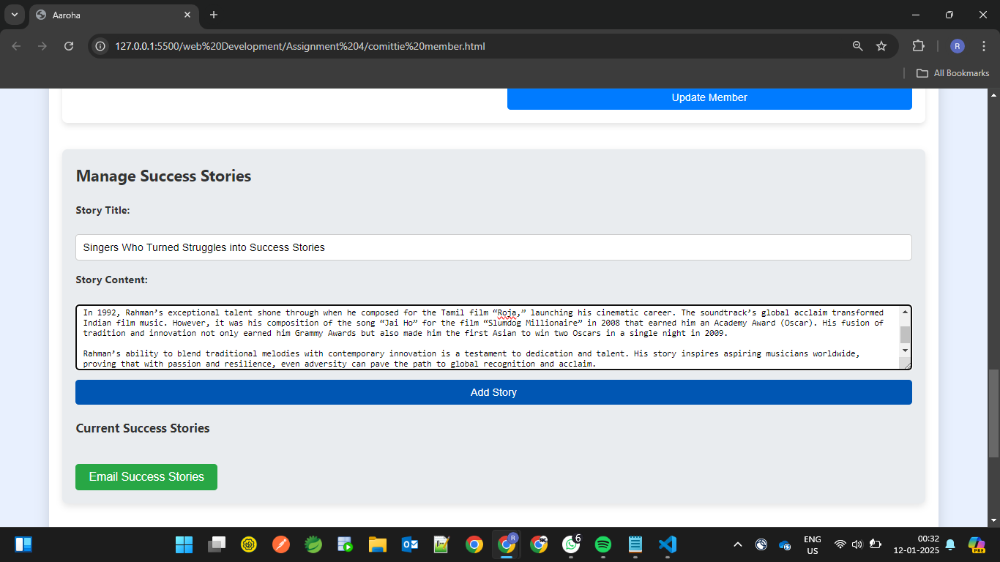 Aaroha
127.0.0.1:5500/web%20Development/Assignment%204/comittie%20member.html
R
All Bookmarks
Update Member
Manage Success Stories
Story Title:
Singers Who Turned Struggles into Success Stories
Story Content:
In 1992, Rahman’s exceptional talent shone through when he composed for the Tamil film “Roja,” launching his cinematic career. The soundtrack’s global acclaim transformed
Indian film music. However, it was his composition of the song “Jai Ho” for the film “Slumdog Millionaire” in 2008 that earned him an Academy Award (Oscar). His fusion of
tradition and innovation not only earned him Grammy Awards but also made him the first Asian to win two Oscars in a single night in 2009.
Rahman’s ability to blend traditional melodies with contemporary innovation is a testament to dedication and talent. His story inspires aspiring musicians worldwide,
proving that with passion and resilience, even adversity can pave the path to global recognition and acclaim.
Add Story
Current Success Stories
Email Success Stories
R
6
ENG
US
00:32
12-01-2025
PRE